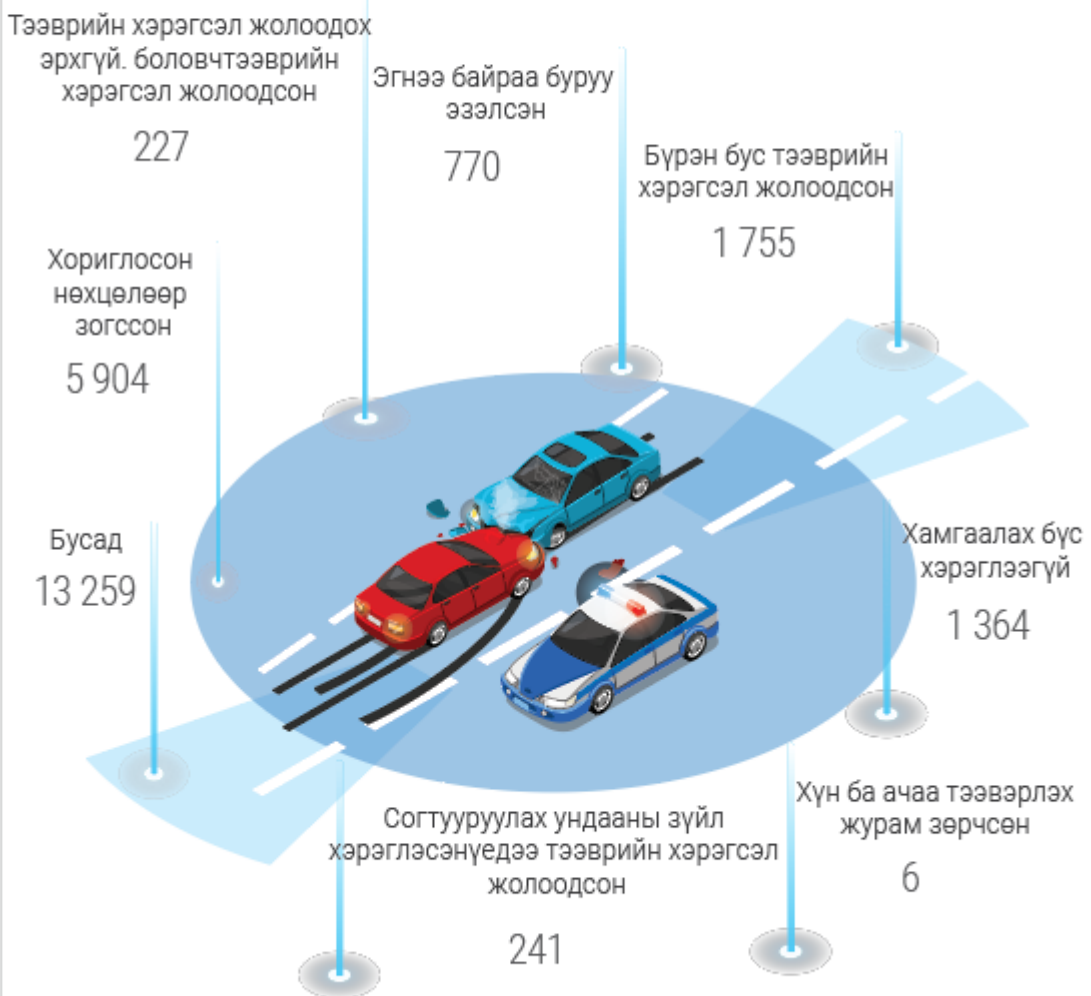 Тээврийн хэрэгсэл жолоодох
эрхгүй. боловчтээврийн
хэрэгсэл жолоодсон
227
Эгнээ байраа буруу
эзэлсэн
770
Бүрэн бус тээврийн
хэрэгсэл жолоодсон
1 755
Хориглосон
нөхцөлөөр
зогссон
5 904
Бусад
13 259
Хамгаалах бүс
хэрэглээгүй
1 364
Согтууруулах ундааны зүйл
хэрэглэсэнүедээ тээврийн хэрэгсэл
жолоодсон
241
Хүн ба ачаа тээвэрлэх
журам зөрчсөн
6